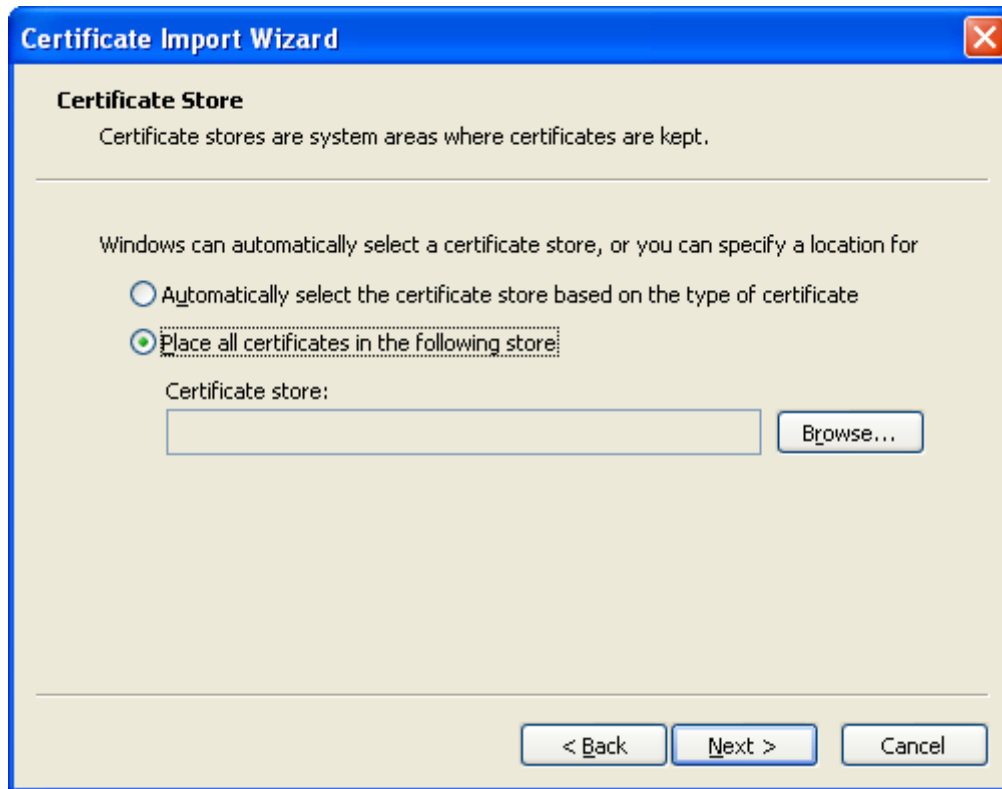 Certificate Import Wizard
Certificate Store
Certificate stores are system areas where certificates are kept.
Windows can automatically select a certificate store, or you can specify a location for
Automatically select the certificate store based on the type of certificate
Place all certificates in the following store
Certificate store:
Browse...
< Back
Next >
Cancel